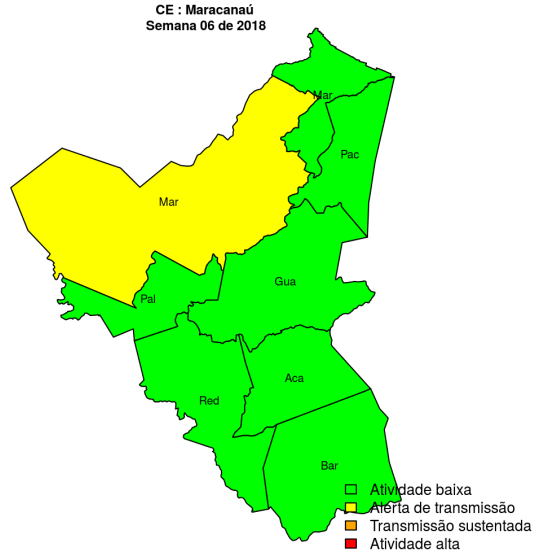 CE : Maracanaú
Semana 06 de 2018
Mar
Pac
Mar
Gua
Pal
Aca
Red
Bar
Atividade baixa
Alerta de transmissão
Transmissão sustentada
Atividade alta